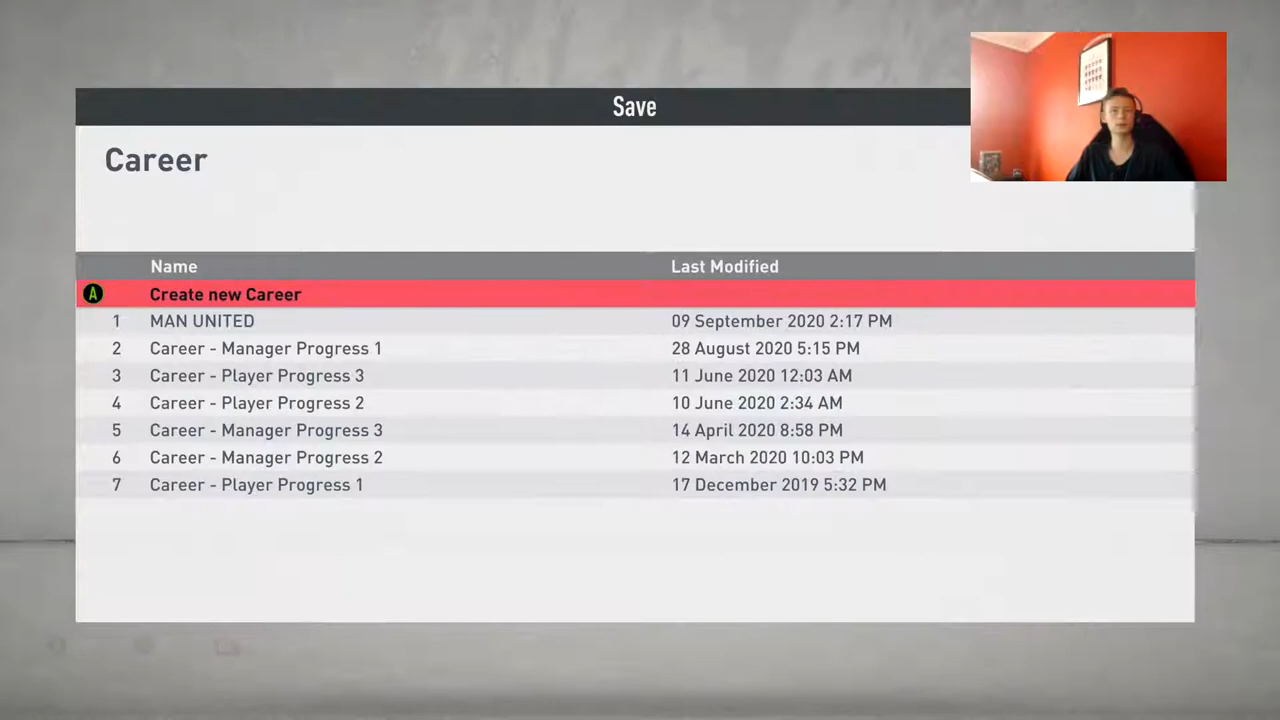 Save
Career
Name Last Modified
A Create new Career
1 MAN UNITED 09 September 2020 2:17 PM
2 Career - Manager Progress 1 28 August 2020 5:15 PM
3 Career - Player Progress 3 11 June 2020 12:03 AM
4 Career - Player Progress 2 10 June 2020 2:34 AM
5 Career - Manager Progress 3 14 April 2020 8:58 PM
6 Career - Manager Progress 2 12 March 2020 10:03 PM
7 Career - Player Progress 1 17 December 2019 5:32 PM